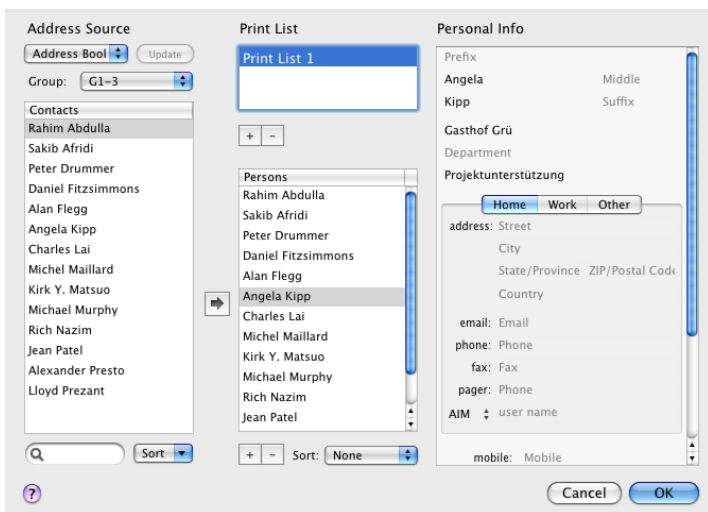 Address Source
Address Bool
Update
Group: G1-3
Contacts
Rahim Abdulla
Sakib Afridi
Peter Drummer
Daniel Fitzsimmons
Alan Flegg
Angela Kipp
Charles Lai
Michel Maillard
Kirk Y. Matsuo
Michael Murphy
Rich Nazim
Jean Patel
Alexander Presto
Lloyd Prezant
Sort
?
Print List
Print List 1
+ -
Persons
Rahim Abdulla
Sakib Afridi
Peter Drummer
Daniel Fitzsimmons
Alan Flegg
Angela Kipp
Charles Lai
Michel Maillard
Kirk Y. Matsuo
Michael Murphy
Rich Nazim
Jean Patel
+ - Sort: None
Personal Info
Prefix
Angela Middle
Kipp Suffix
Gasthof Grü
Department
Projektunterstützung
Home Work Other
address: Street
City
State/Province ZIP/Postal Code
Country
email: Email
phone: Phone
fax: Fax
pager: Phone
AIM user name
mobile: Mobile
Cancel OK